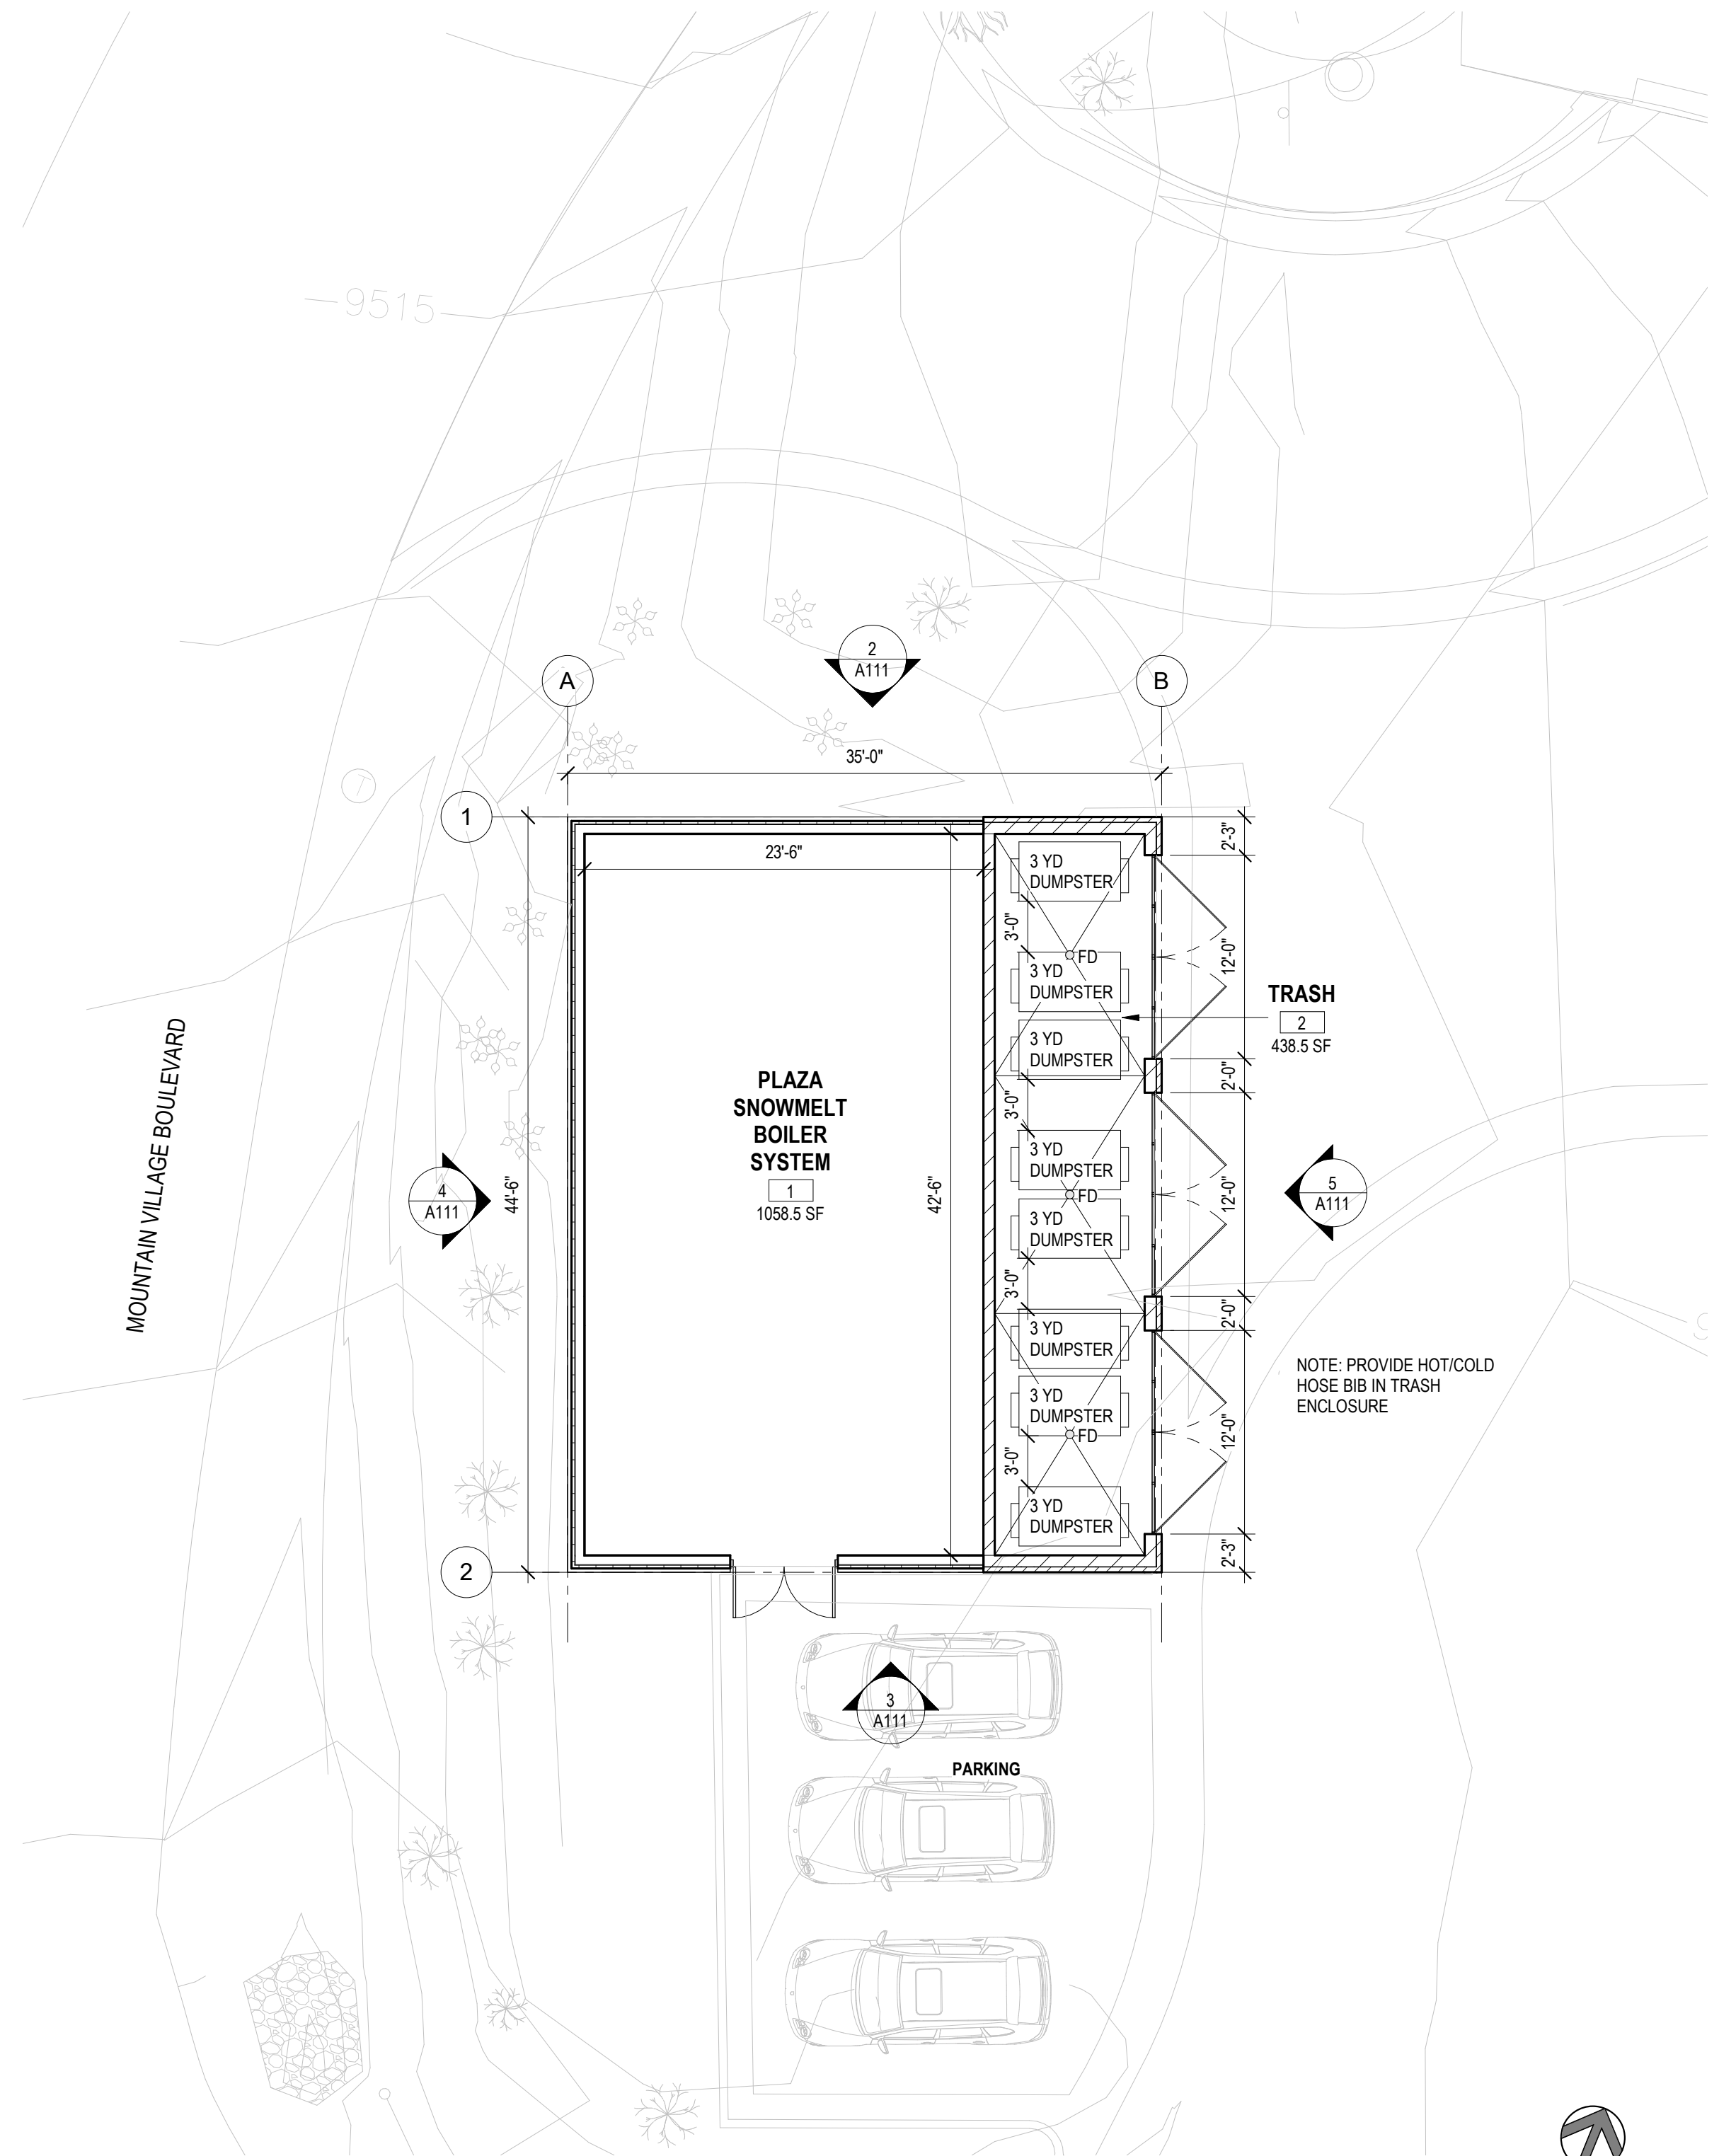 9515
2
A111
A
B
35'-0"
1
23'-6"
2'-3"
3 YD
DUMPSTER
3'-0"
12'-0"
FD
3 YD
DUMPSTER
TRASH
2
438.5 SF
3 YD
DUMPSTER
2'-0"
MOUNTAIN VILLAGE BOULEVARD
PLAZA
SNOWMELT
BOILER
SYSTEM
1
1058.5 SF
3'-0"
3 YD
DUMPSTER
4
A111
44'-6"
42'-6"
FD
12'-0"
5
A111
3 YD
DUMPSTER
3'-0"
2'-0"
3 YD
DUMPSTER
NOTE: PROVIDE HOT/COLD
HOSE BIB IN TRASH
ENCLOSURE
3 YD
DUMPSTER
FD
12'-0"
3'-0"
3 YD
DUMPSTER
2'-3"
2
3
A111
PARKING